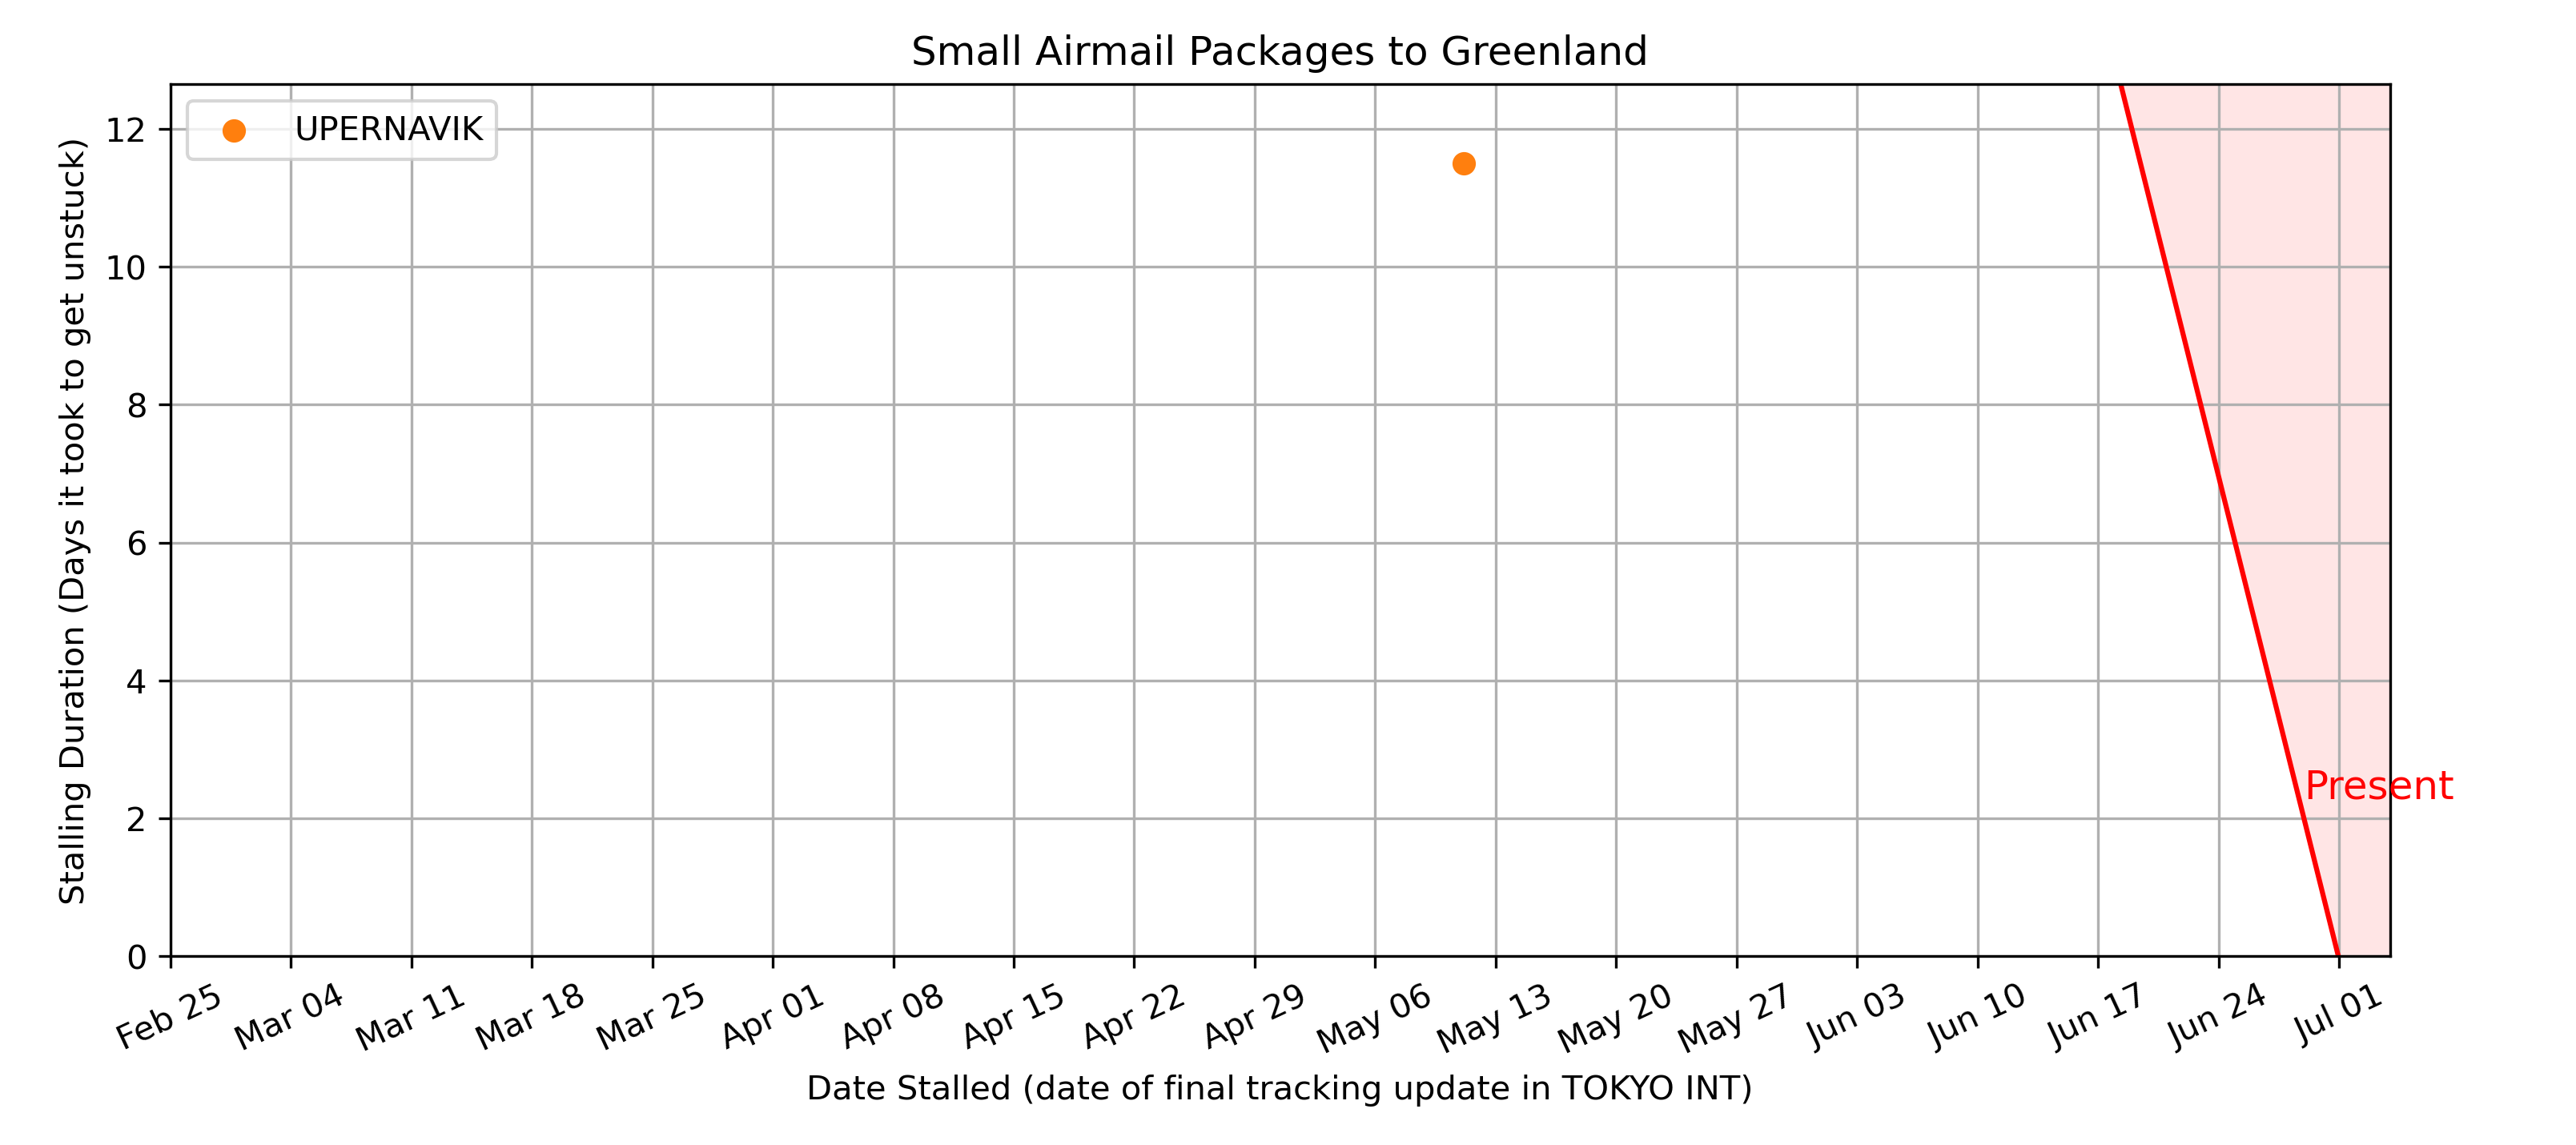 Small Airmail Packages to Greenland
UPERNAVIK
Stalling Duration (Days it took to get unstuck)
12
10
8
6
4
2
0
Present
Feb 25 Mar 04 Mar 11 Mar 18 Mar 25 Apr 01 Apr 08 Apr 15 Apr 22 Apr 29 May 06 May 13 May 20 May 27 Jun 03 Jun 10 Jun 17 Jun 24 Jul 01
Date Stalled (date of final tracking update in TOKYO INT)